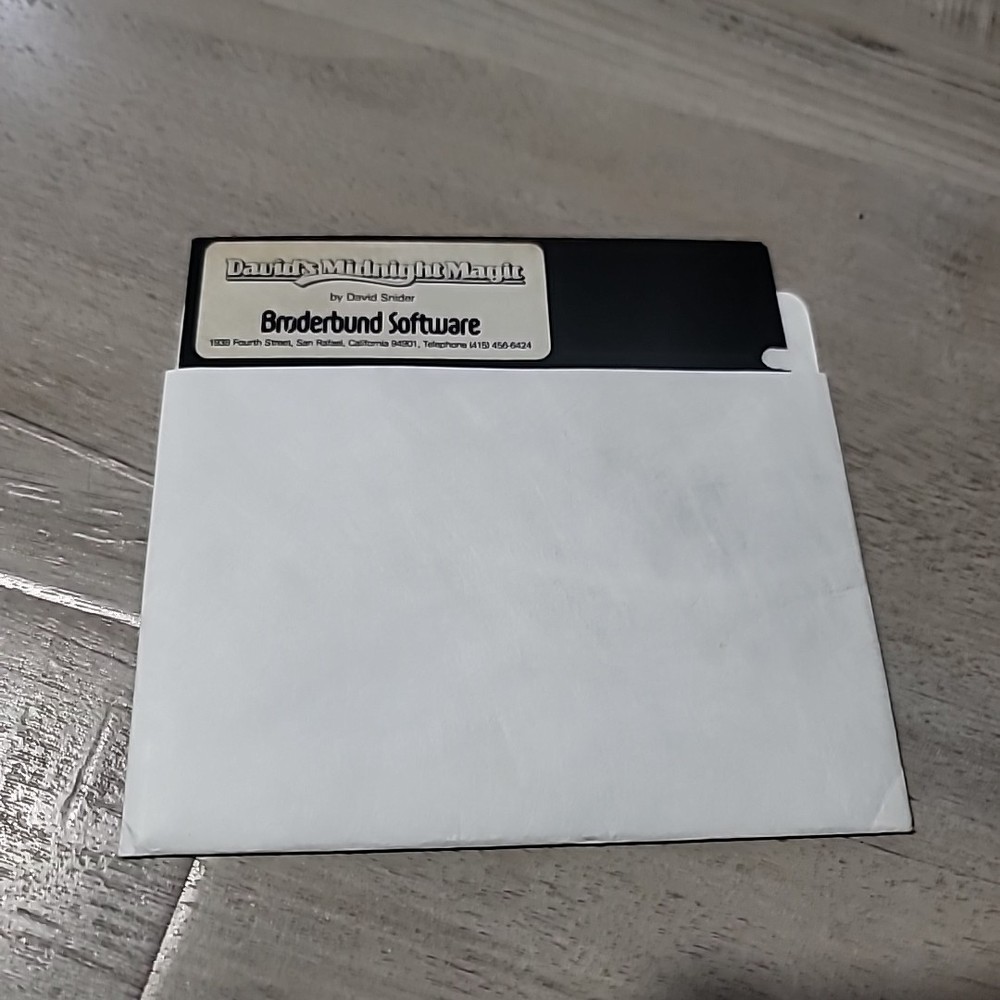 David's Midnight Magic
by David Snider
Brøderbund Software
1938 Fourth Street, San Rafael, California 94901, Telephone (415) 456-6424